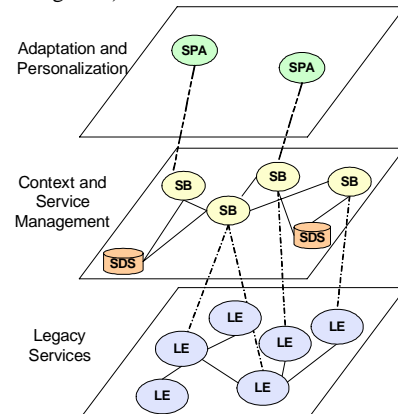 Adaptation and
Personalization
SPA
SPA
Context and
Service
Management
SB
SB
SB
SB
SDS
SDS
Legacy
Services
LE
LE
LE
LE
LE
LE